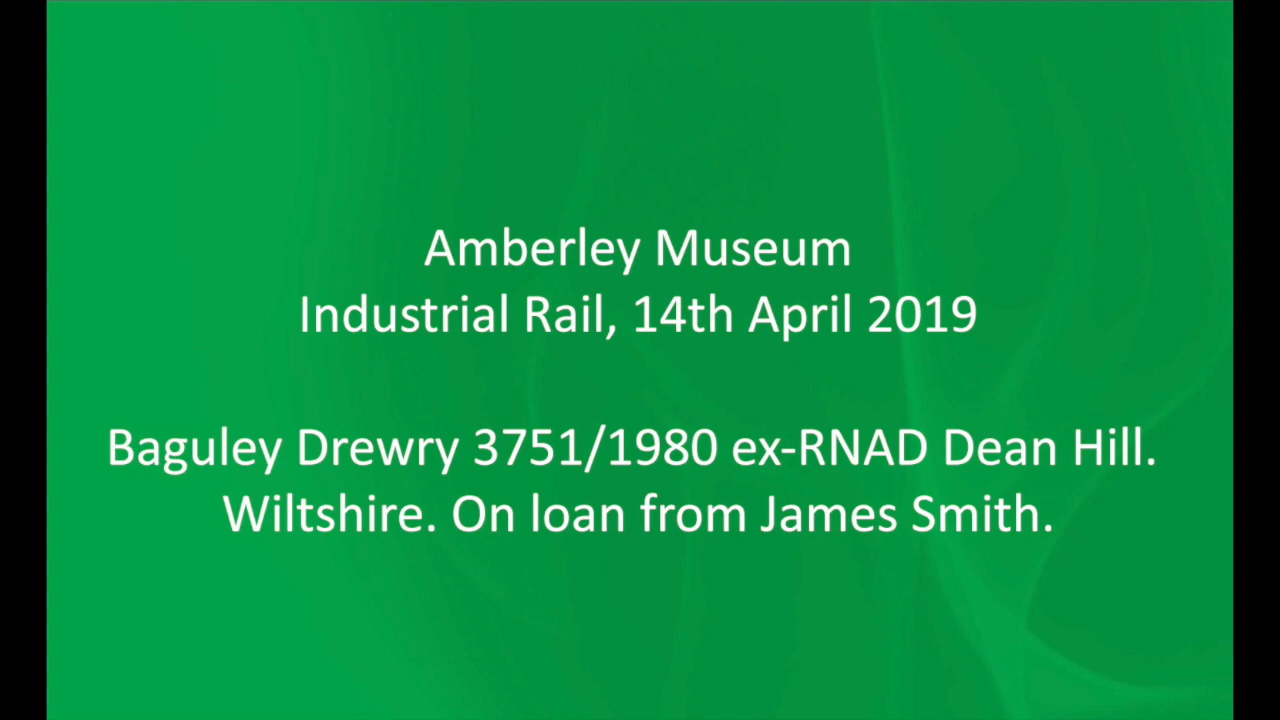 Amberley Museum
Industrial Rail, 14th April 2019
Baguley Drewry 3751/1980 ex-RNAD Dean Hill.
Wiltshire. On loan from James Smith.